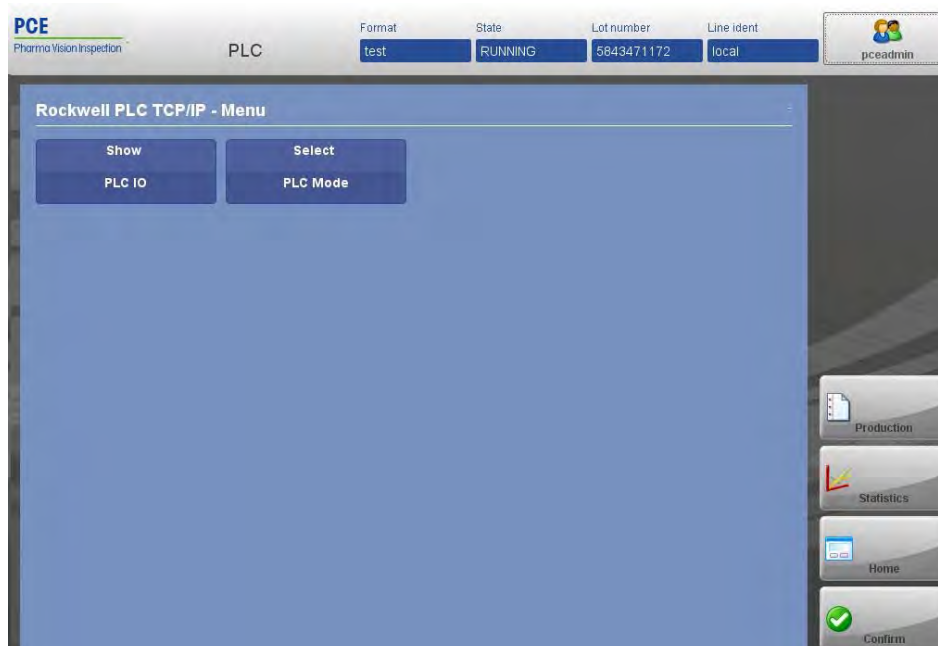 PCE
Pharma Vision Inspection
PLC
Format
State
Lot number
Line ident
test
RUNNING
5843471172
local
pceadmin
Rockwell PLC TCP/IP - Menu
Show
PLC IO
Select
PLC Mode
Production
Statistics
Home
Confirm